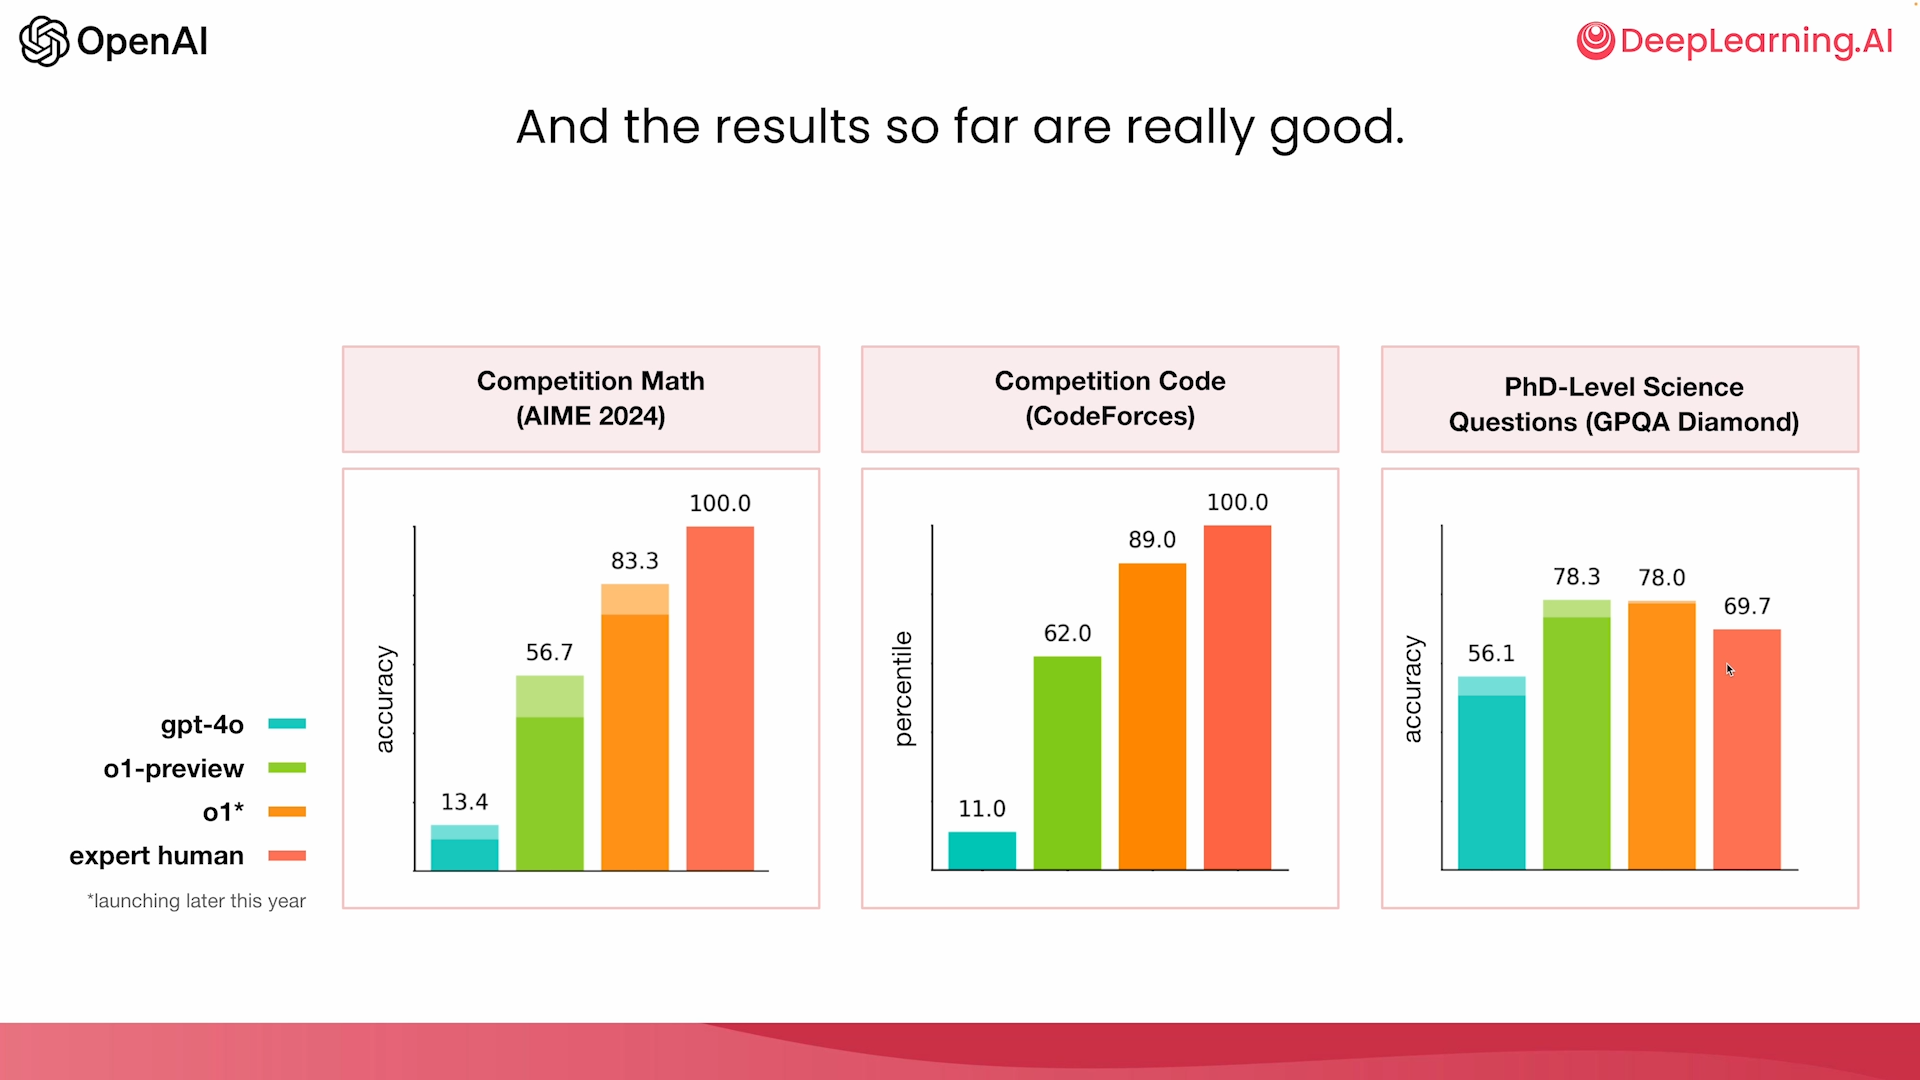 OpenAI
DeepLearning.AI
And the results so far are really good.
Competition Math
(AIME 2024)
Competition Code
(CodeForces)
PhD-Level Science
Questions (GPQA Diamond)
accuracy
13.4
56.7
83.3
100.0
percentile
11.0
62.0
89.0
100.0
accuracy
56.1
78.3
78.0
69.7
gpt-4o
o1-preview
o1*
expert human
*launching later this year